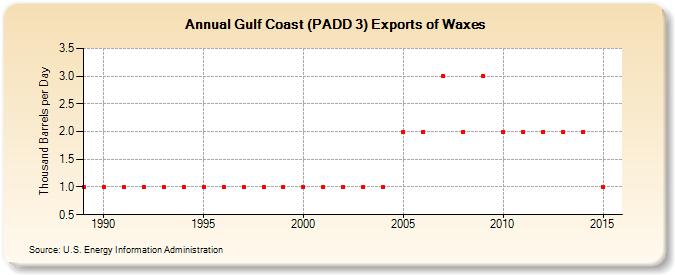 Annual Gulf Coast (PADD 3) Exports of Waxes
Thousand Barrels per Day
3.5
3.0
2.5
2.0
1.5
1.0
0.5
1990 1995 2000 2005 2010 2015
Source: U.S. Energy Information Administration